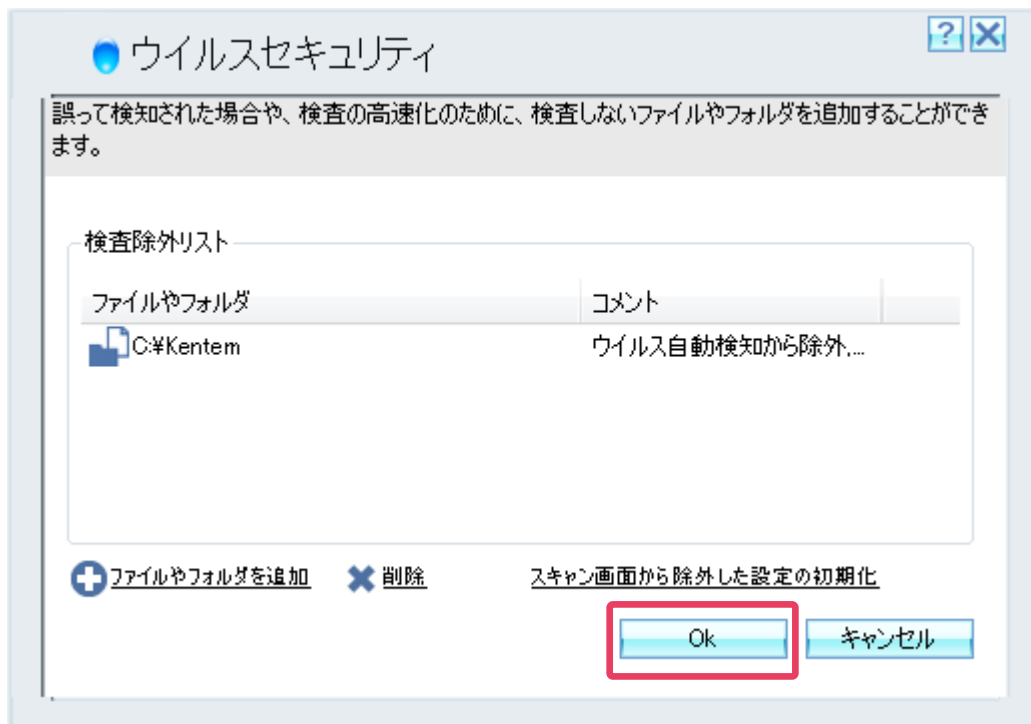 ウイルスセキュリティ
誤って検知された場合や、検査の高速化のために、検査しないファイルやフォルダを追加することができ
ます。
検査除外リスト
ファイルやフォルダ コメント
C:¥Kentem ウイルス自動検知から除外,...
ファイルやフォルダを追加 削除 スキャン画面から除外した設定の初期化
Ok キャンセル